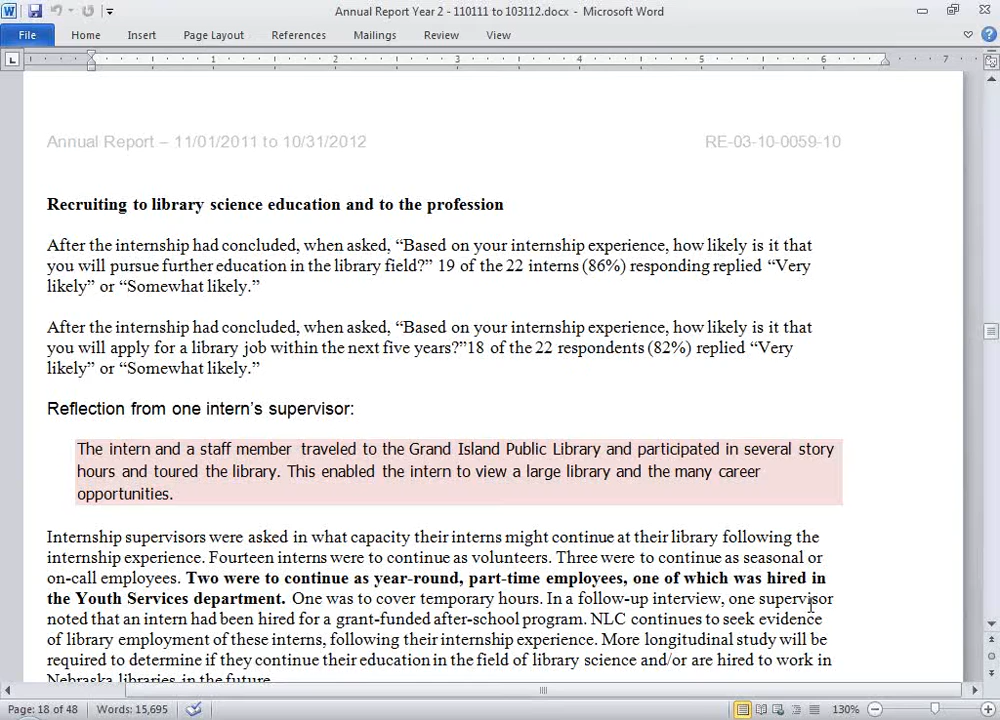 Annual Report Year 2 - 110111 to 103112.docx - Microsoft Word
File Home Insert Page Layout References Mailings Review View
1 1 2 3 4 5 6 7
Annual Report – 11/01/2011 to 10/31/2012 RE-03-10-0059-10
Recruiting to library science education and to the profession
After the internship had concluded, when asked, “Based on your internship experience, how likely is it that
you will pursue further education in the library field?” 19 of the 22 interns (86%) responding replied “Very
likely” or “Somewhat likely.”
After the internship had concluded, when asked, “Based on your internship experience, how likely is it that
you will apply for a library job within the next five years?”18 of the 22 respondents (82%) replied “Very
likely” or “Somewhat likely.”
Reflection from one intern’s supervisor:
The intern and a staff member traveled to the Grand Island Public Library and participated in several story
hours and toured the library. This enabled the intern to view a large library and the many career
opportunities.
Internship supervisors were asked in what capacity their interns might continue at their library following the
internship experience. Fourteen interns were to continue as volunteers. Three were to continue as seasonal or
on-call employees. Two were to continue as year-round, part-time employees, one of which was hired in
the Youth Services department. One was to cover temporary hours. In a follow-up interview, one supervisor
noted that an intern had been hired for a grant-funded after-school program. NLC continues to seek evidence
of library employment of these interns, following their internship experience. More longitudinal study will be
required to determine if they continue their education in the field of library science and/or are hired to work in
Nebraska libraries in the future.
Page: 18 of 48 Words: 15,695 130%